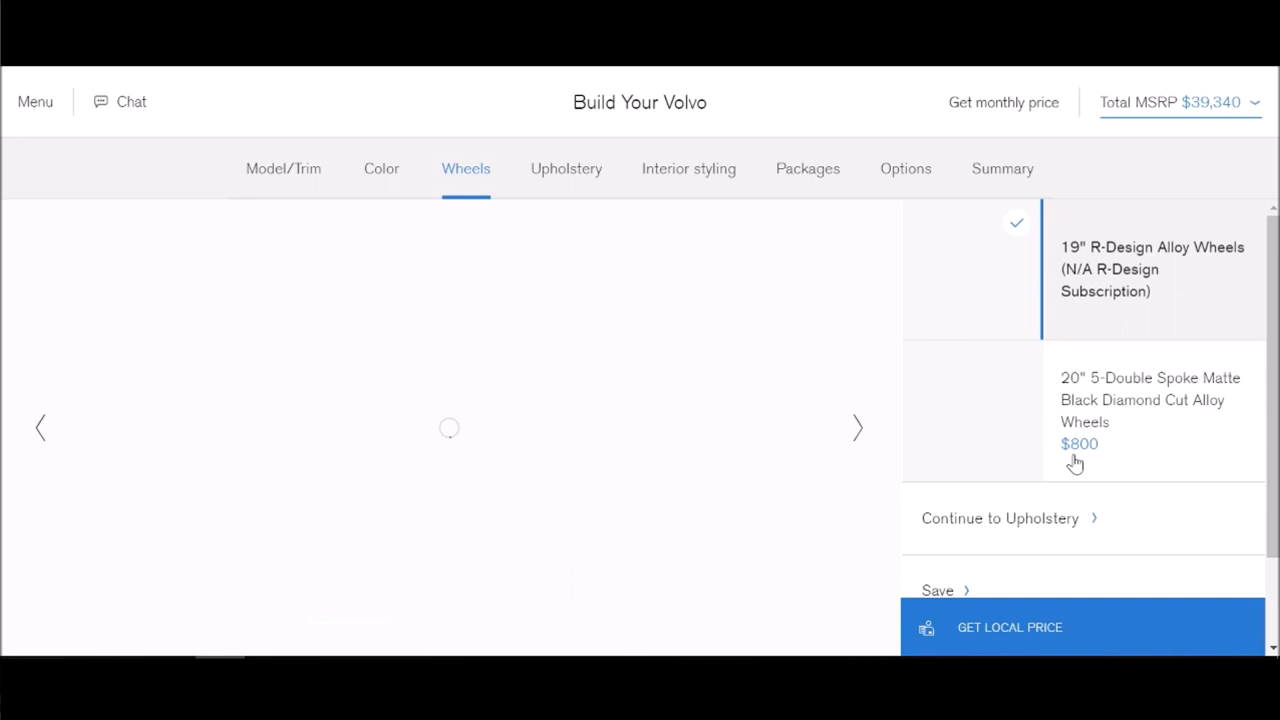 Menu
Chat
Build Your Volvo
Get monthly price
Total MSRP $39,340
Model/Trim
Color
Wheels
Upholstery
Interior styling
Packages
Options
Summary
19" R-Design Alloy Wheels
(N/A R-Design
Subscription)
20" 5-Double Spoke Matte
Black Diamond Cut Alloy
Wheels
$800
Continue to Upholstery
Save
GET LOCAL PRICE